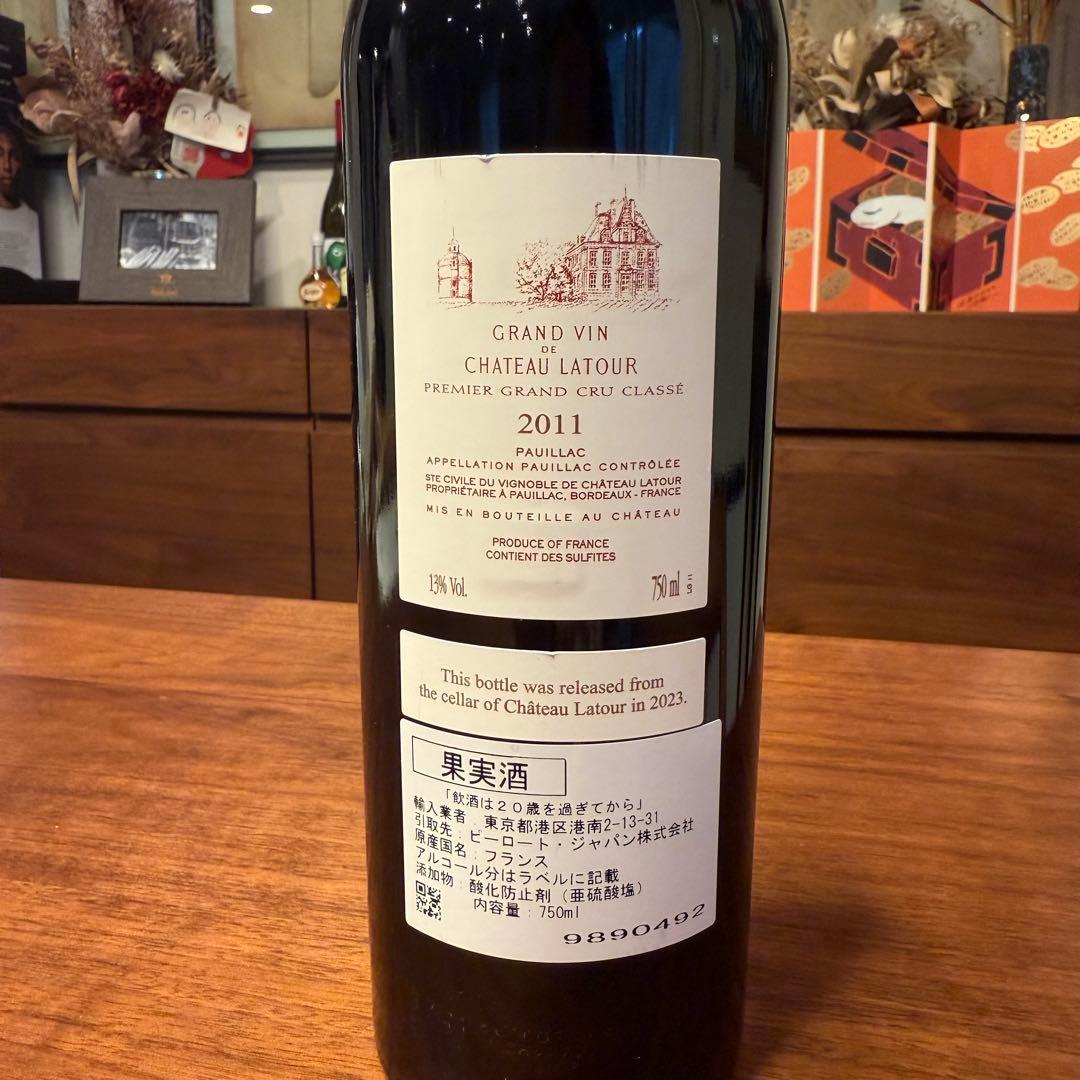 GRAND VIN
DE
CHATEAU LATOUR
PREMIER GRAND CRU CLASSÉ
2011
PAUILLAC
APPELLATION PAUILLAC CONTRÔLÉE
STE CIVILE DU VIGNOBLE DE CHÂTEAU LATOUR
PROPRIÉTAIRE À PAUILLAC, BORDEAUX - FRANCE
MIS EN BOUTEILLE AU CHÂTEAU
PRODUCE OF FRANCE
CONTIENT DES SULFITES
13% Vol. 750 ml
This bottle was released from
the cellar of Château Latour in 2023.
果実酒
「飲酒は20歳を過ぎてから」
輸入業者：東京都港区港南2-13-31
引取先：ピーロート・ジャパン株式会社
原産国名：フランス
アルコール分はラベルに記載
添加物：酸化防止剤（亜硫酸塩）
内容量：750ml
9890492